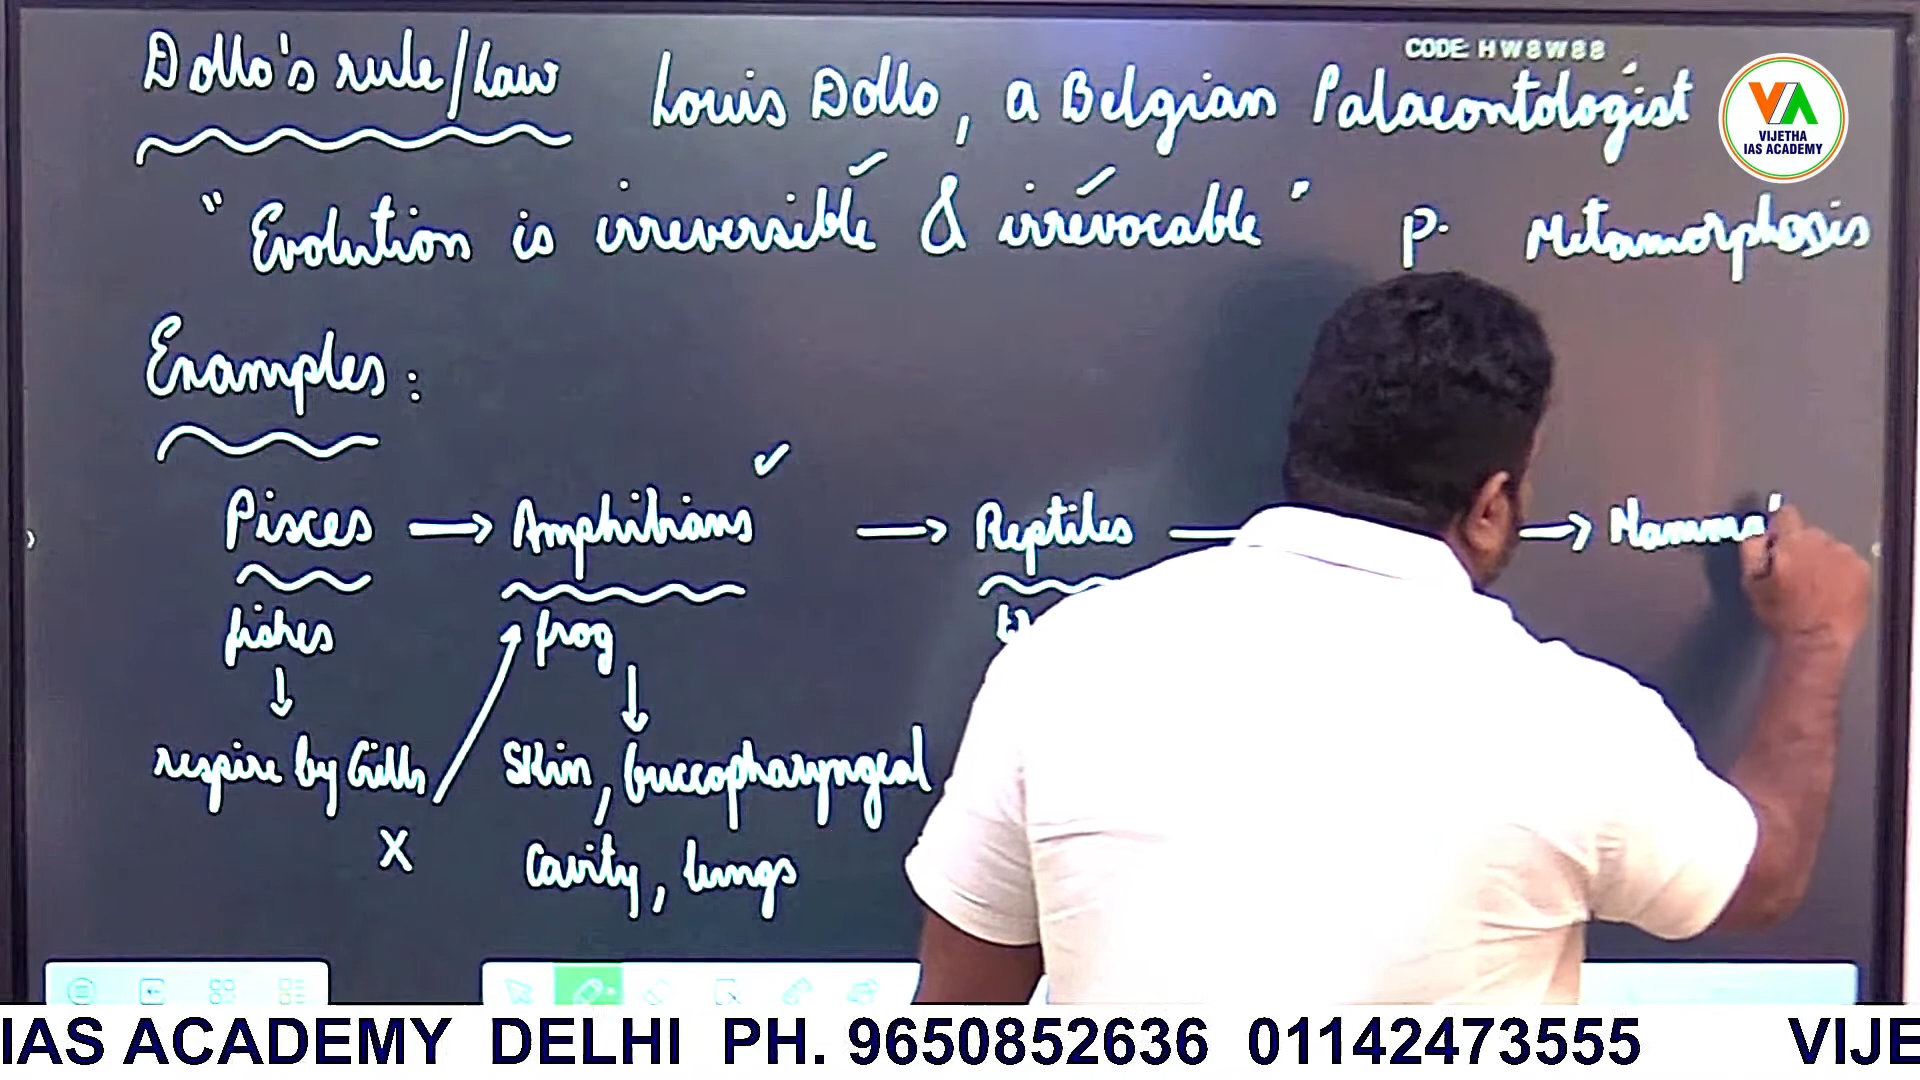 CODE: HW8W88
Dollo's rule/Law Louis Dollo, a Belgian Palaeontologist
VA
VIJETHA
IAS ACADEMY
" Evolution is irreversible & irrevocable " P. Metamorphosis
Examples :
Pisces → Amphibians → Reptiles → Mamma
fishes frog
respire by Gills Skin, buccopharyngeal
X Cavity, lungs
IAS ACADEMY DELHI PH. 9650852636 01142473555 VIJE